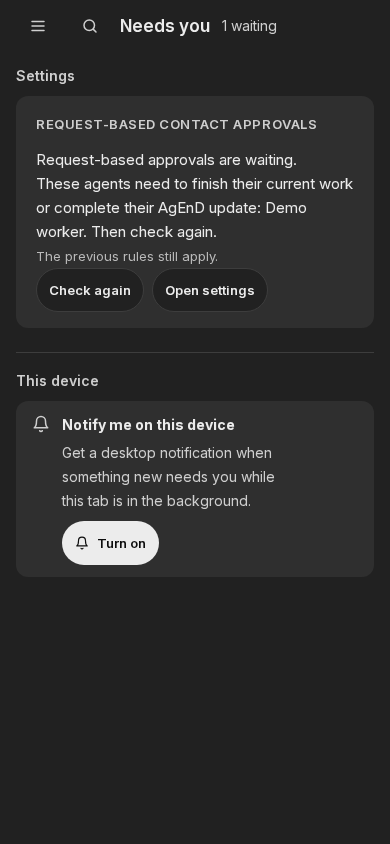 Needs you 1 waiting
Settings
REQUEST-BASED CONTACT APPROVALS
Request-based approvals are waiting.
These agents need to finish their current work
or complete their AgEnD update: Demo
worker. Then check again.
The previous rules still apply.
Check again Open settings
This device
Notify me on this device
Get a desktop notification when
something new needs you while
this tab is in the background.
Turn on